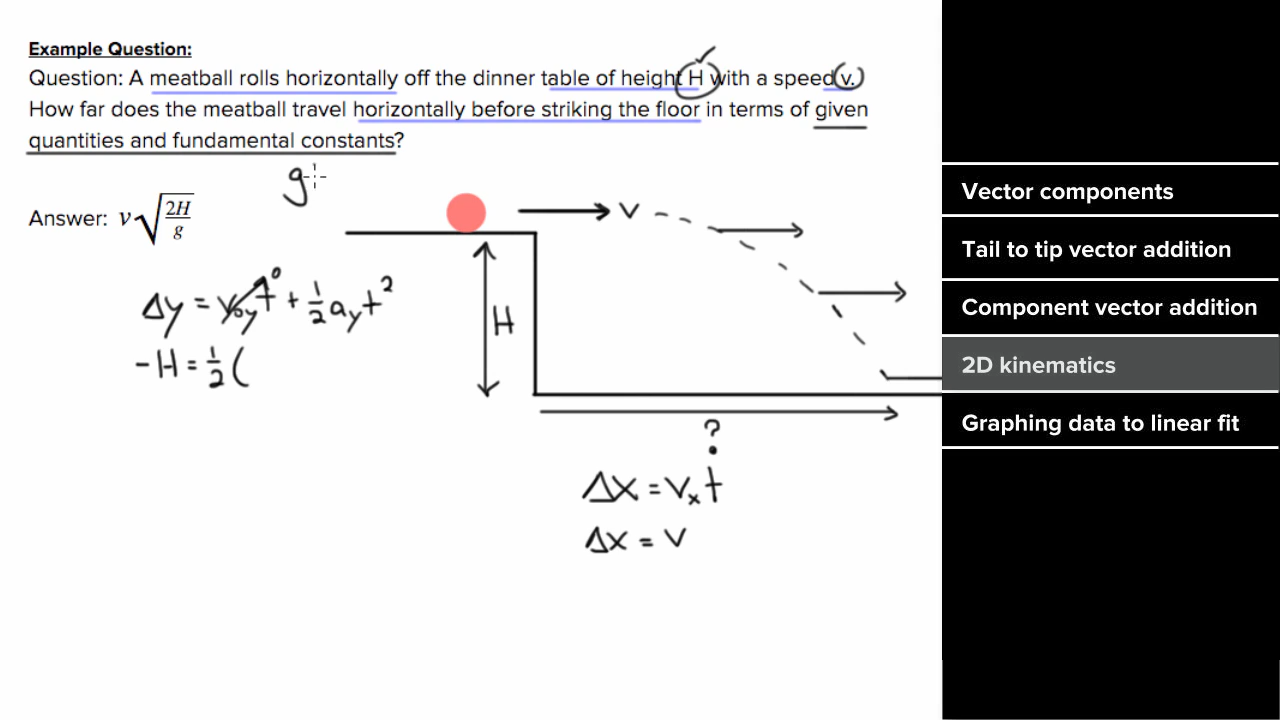 Example Question:
Question: A meatball rolls horizontally off the dinner table of height H with a speed v.
How far does the meatball travel horizontally before striking the floor in terms of given
quantities and fundamental constants?
g
Answer: v√(2H/g)
v
Δy = v₀yt⁰ + ½ayt²
-H = ½(
H
?
Δx = vₓt
Δx = v
Vector components
Tail to tip vector addition
Component vector addition
2D kinematics
Graphing data to linear fit